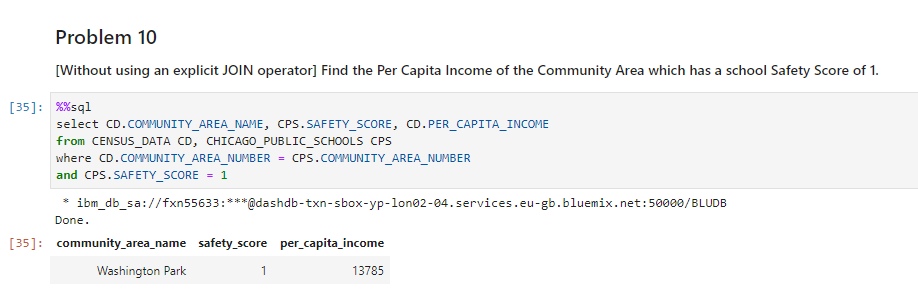 Problem 10
[Without using an explicit JOIN operator] Find the Per Capita Income of the Community Area which has a school Safety Score of 1.
[35]: %%sql
select CD.COMMUNITY_AREA_NAME, CPS.SAFETY_SCORE, CD.PER_CAPITA_INCOME
from CENSUS_DATA CD, CHICAGO_PUBLIC_SCHOOLS CPS
where CD.COMMUNITY_AREA_NUMBER = CPS.COMMUNITY_AREA_NUMBER
and CPS.SAFETY_SCORE = 1
* ibm_db_sa://fxn55633:***@dashdb-txn-sbox-yp-lon02-04.services.eu-gb.bluemix.net:50000/BLUDB
Done.
[35]: community_area_name safety_score per_capita_income
Washington Park 1 13785